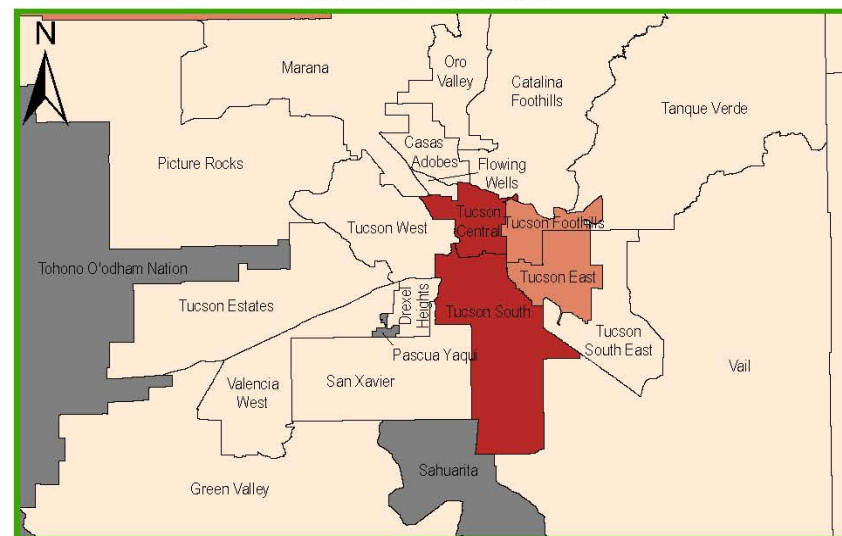 N
Marana
Oro
Valley
Catalina
Foothills
Tanque Verde
Casas
Adobes
Flowing
Wells
Picture Rocks
Tucson
Central
Tucson Foothills
Tucson West
Tohono O'odham Nation
Tucson East
Tucson Estates
Drexel
Heights
Tucson South
Tucson
South East
Pascua Yaqui
Vail
Valencia
West
San Xavier
Sahuarita
Green Valley